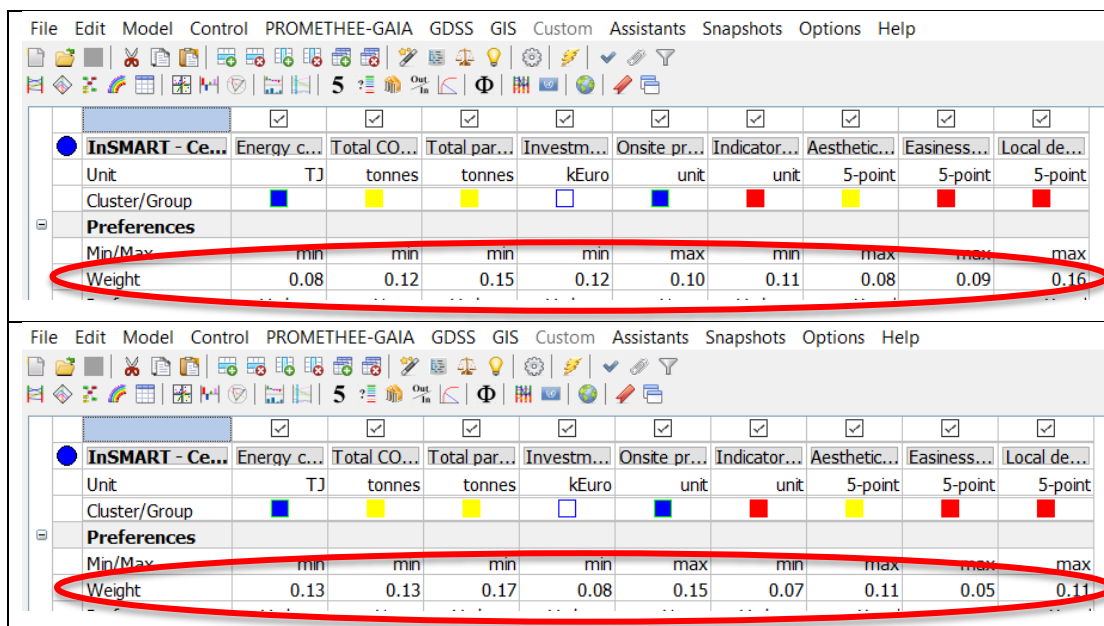 File Edit Model Control PROMETHEE-GAIA GDSS GIS Custom Assistants Snapshots Options Help
5 Out In Φ
InSMART - Ce... Energy c... Total CO... Total par... Investm... Onsite pr... Indicator... Aesthetic... Easiness... Local de...
Unit TJ tonnes tonnes kEuro unit unit 5-point 5-point 5-point
Cluster/Group
Preferences
Min/Max min min min min max min max max max
Weight 0.08 0.12 0.15 0.12 0.10 0.11 0.08 0.09 0.16
File Edit Model Control PROMETHEE-GAIA GDSS GIS Custom Assistants Snapshots Options Help
5 Out In Φ
InSMART - Ce... Energy c... Total CO... Total par... Investm... Onsite pr... Indicator... Aesthetic... Easiness... Local de...
Unit TJ tonnes tonnes kEuro unit unit 5-point 5-point 5-point
Cluster/Group
Preferences
Min/Max min min min min max min max max max
Weight 0.13 0.13 0.17 0.08 0.15 0.07 0.11 0.05 0.11